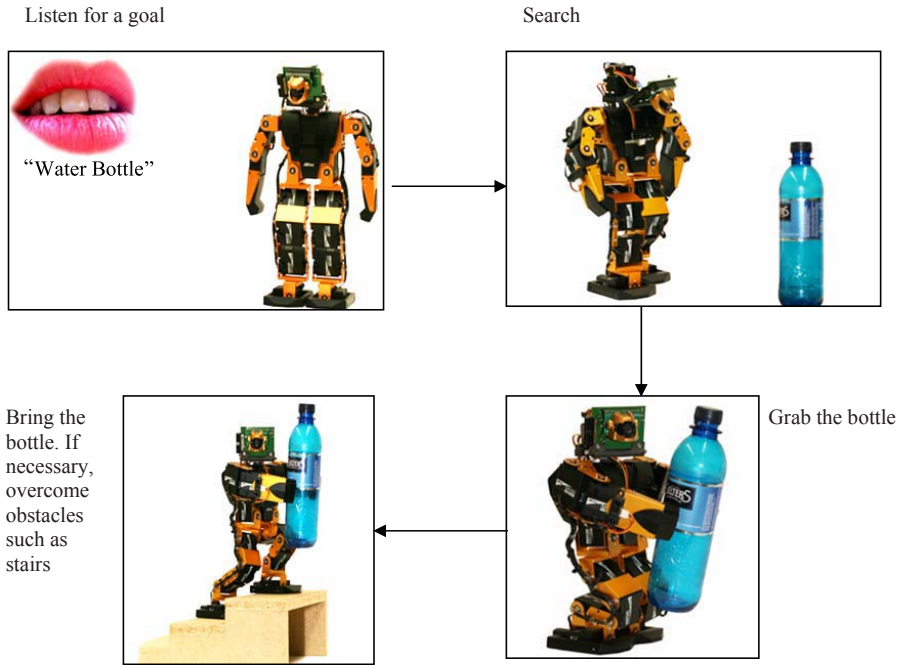 Listen for a goal
Search
“Water Bottle”
Bring the
bottle. If
necessary,
overcome
obstacles
such as
stairs
Grab the bottle